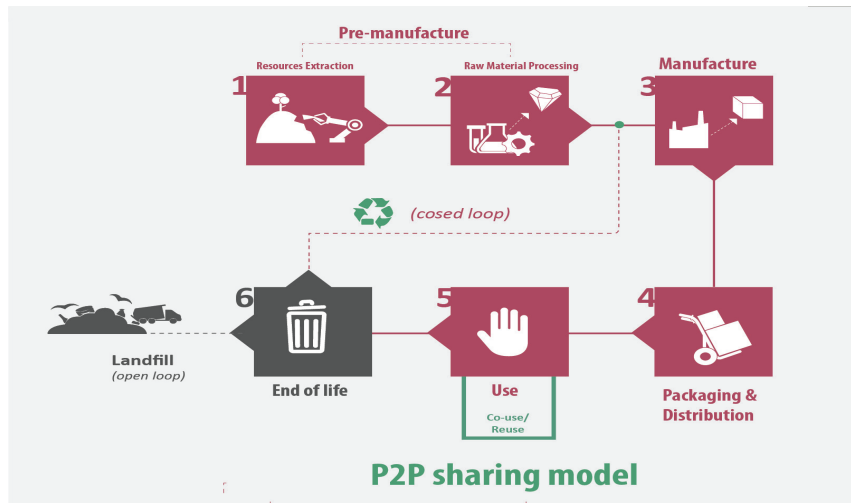 Pre-manufacture
Resources Extraction
Raw Material Processing
Manufacture
1
2
3
(cosed loop)
6
5
4
Landfill
(open loop)
End of life
Use
Co-use/
Reuse
Packaging &
Distribution
P2P sharing model